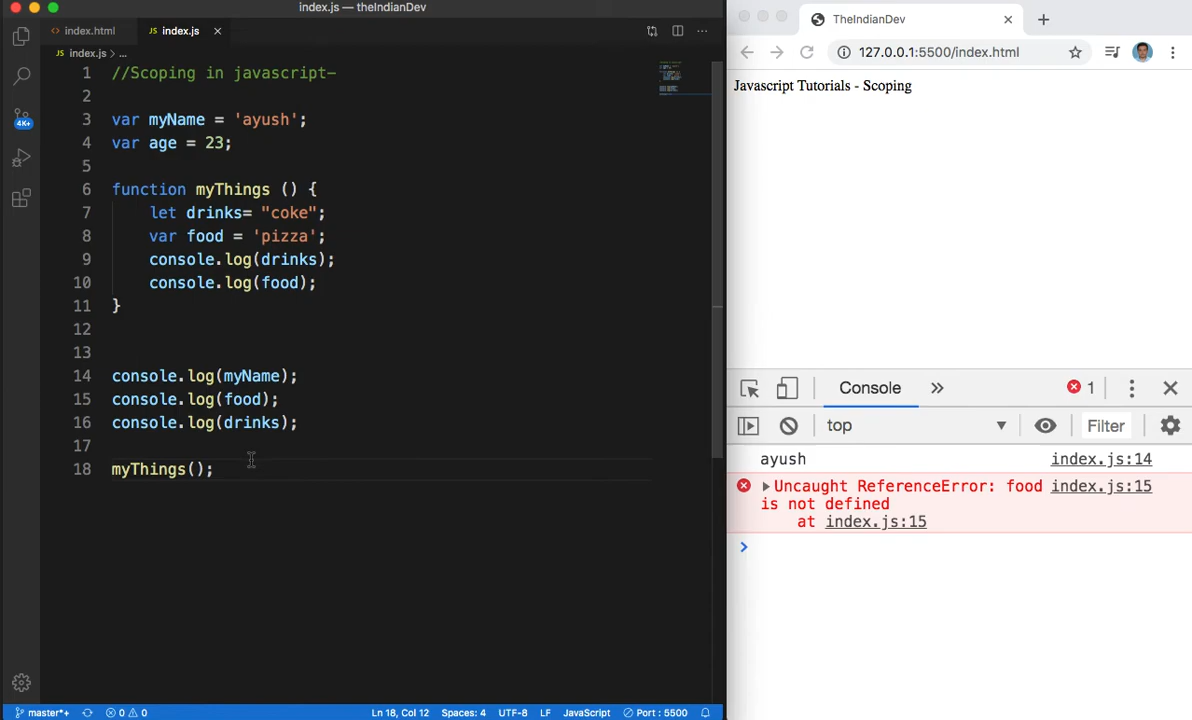 index.js — theIndianDev
index.html
index.js
index.js > ...
1 //Scoping in javascript-
2
3 var myName = 'ayush';
4 var age = 23;
5
6 function myThings () {
7 let drinks= "coke";
8 var food = 'pizza';
9 console.log(drinks);
10 console.log(food);
11 }
12
13
14 console.log(myName);
15 console.log(food);
16 console.log(drinks);
17
18 myThings();
4K+
master*+ 0 0 Ln 18, Col 12 Spaces: 4 UTF-8 LF JavaScript Port : 5500
TheIndianDev
127.0.0.1:5500/index.html
Javascript Tutorials - Scoping
Console 1
top Filter
ayush index.js:14
Uncaught ReferenceError: food index.js:15
is not defined
at index.js:15